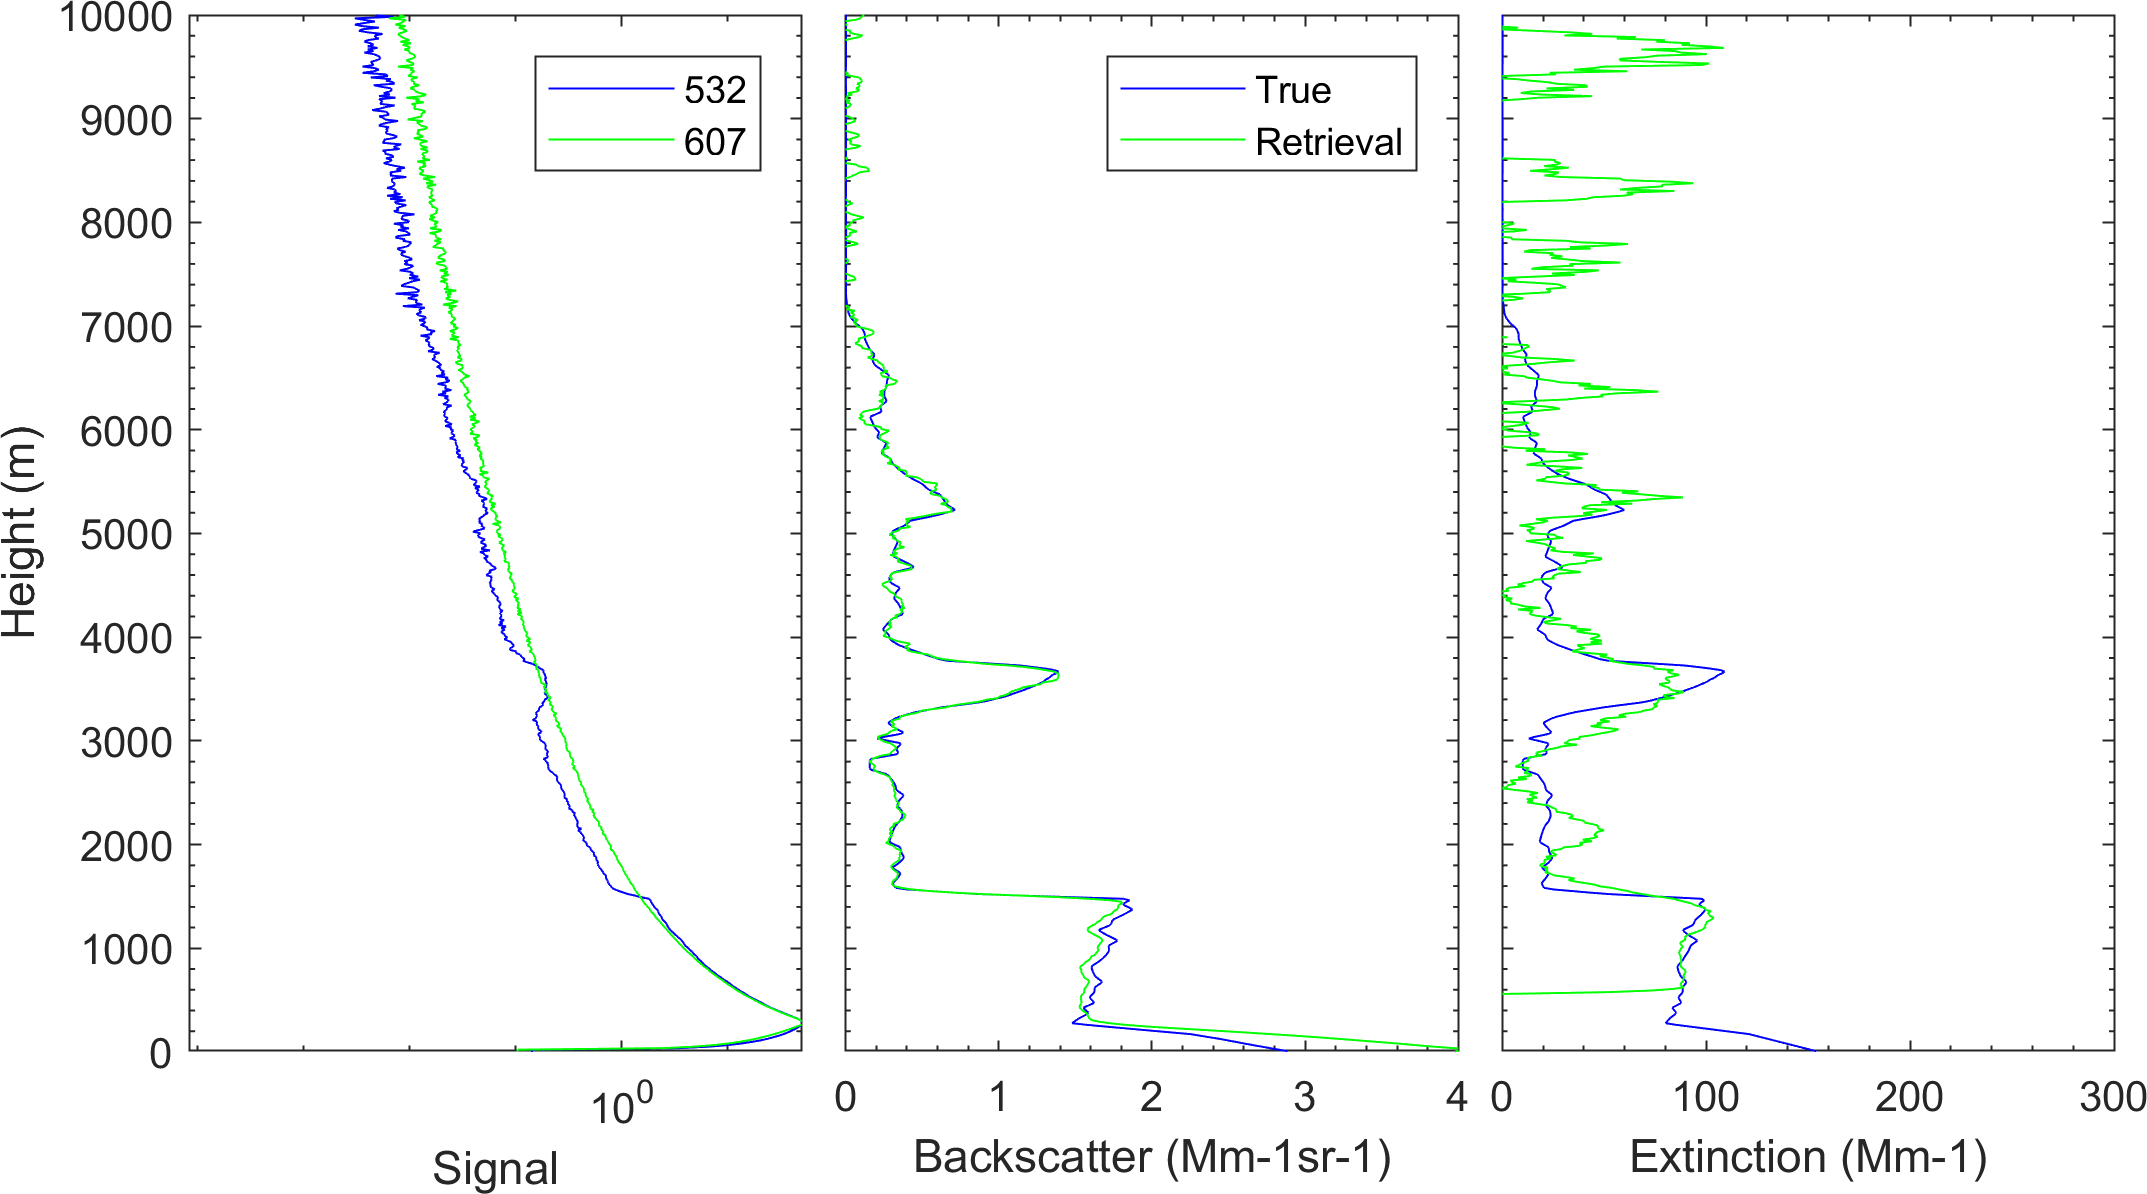 10000
9000
8000
7000
6000
5000
4000
3000
2000
1000
0
Height (m)
532
607
10^0
Signal
True
Retrieval
0 1 2 3 4
Backscatter (Mm-1sr-1)
0 100 200 300
Extinction (Mm-1)